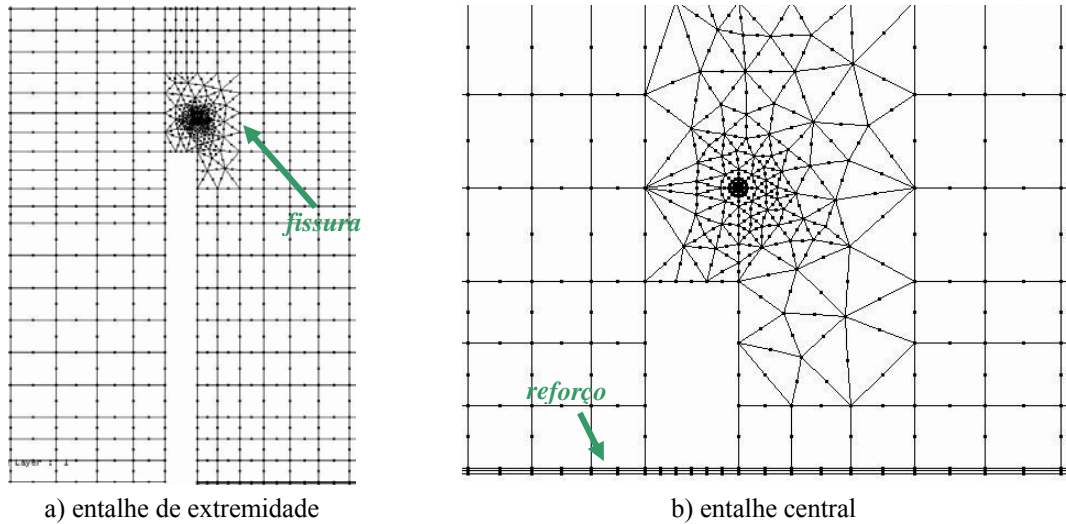 fissura
reforço
Layer : 1
a) entalhe de extremidade
b) entalhe central